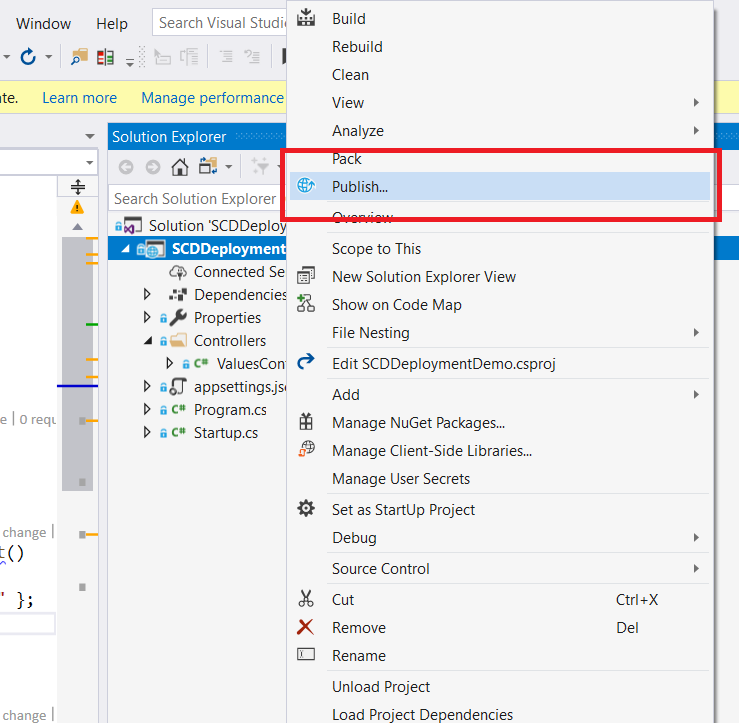 Window Help Search Visual Studio
te. Learn more Manage performance
Solution Explorer
Search Solution Explorer
Solution 'SCDDeploy
SCDDeployment
Connected Se
Dependencies
Properties
Controllers
ValuesCon
C#
appsettings.jso
C# Program.cs
C# Startup.cs
e | 0 requ
change |
t()
" };
change |
Build
Rebuild
Clean
View
Analyze
Pack
Publish...
Overview
Scope to This
New Solution Explorer View
Show on Code Map
File Nesting
Edit SCDDeploymentDemo.csproj
Add
Manage NuGet Packages...
Manage Client-Side Libraries...
Manage User Secrets
Set as StartUp Project
Debug
Source Control
Cut Ctrl+X
Remove Del
Rename
Unload Project
Load Project Dependencies